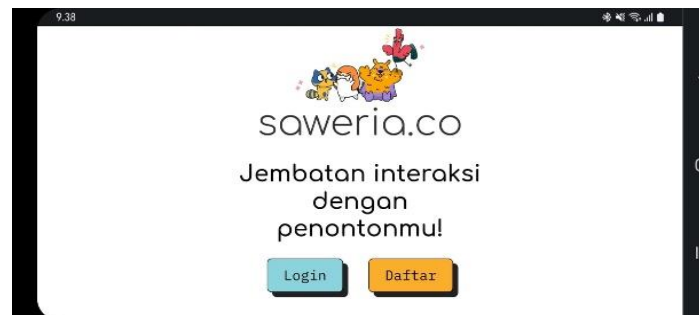 9.38
saweria.co
Jembatan interaksi
dengan
penontonmu!
Login Daftar